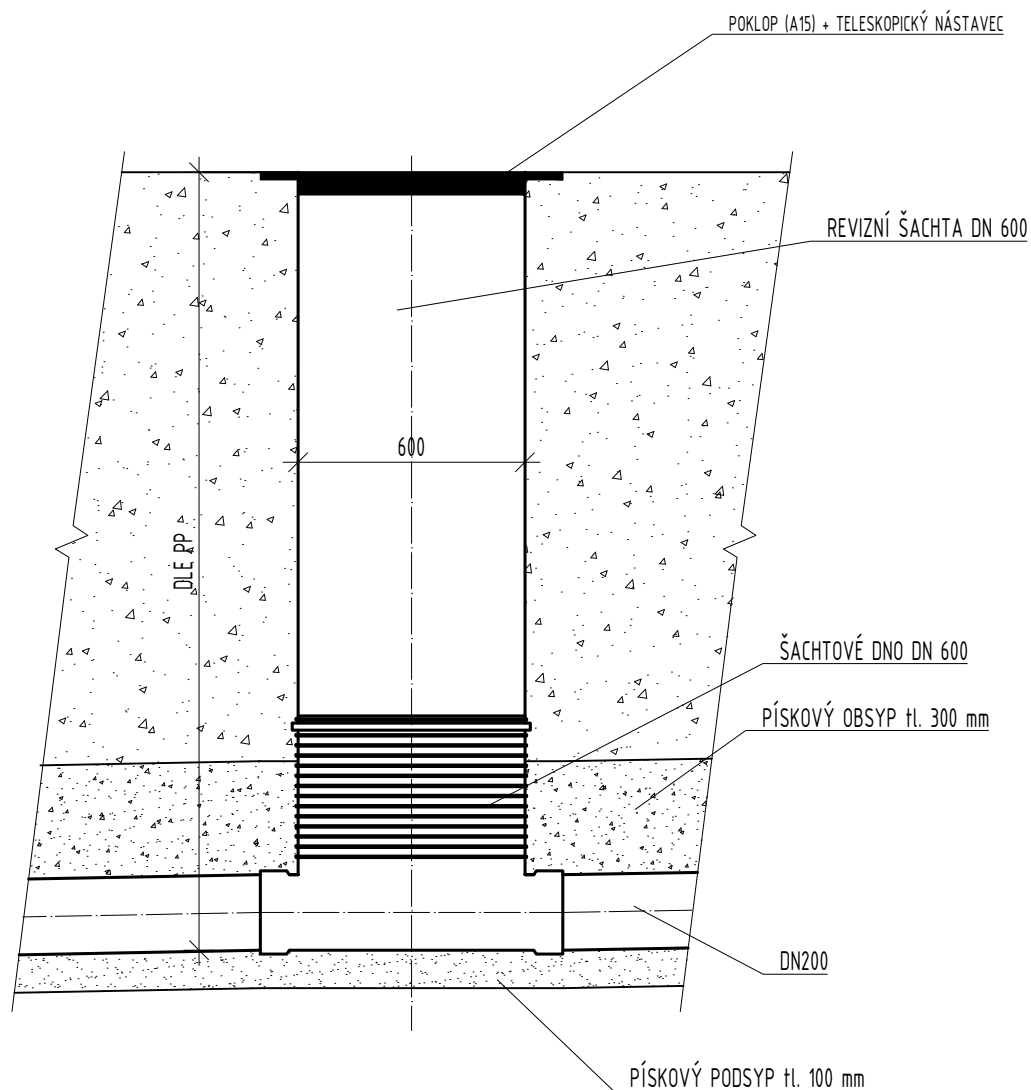 POKLOP (A15) + TELESKOPICKÝ NÁSTAVEC
REVIZNÍ ŠACHTA DN 600
600
DLE PP
ŠACHTOVÉ DNO DN 600
PÍSKOVÝ OBSYP tl. 300 mm
DN200
PÍSKOVÝ PODSYP tl. 100 mm